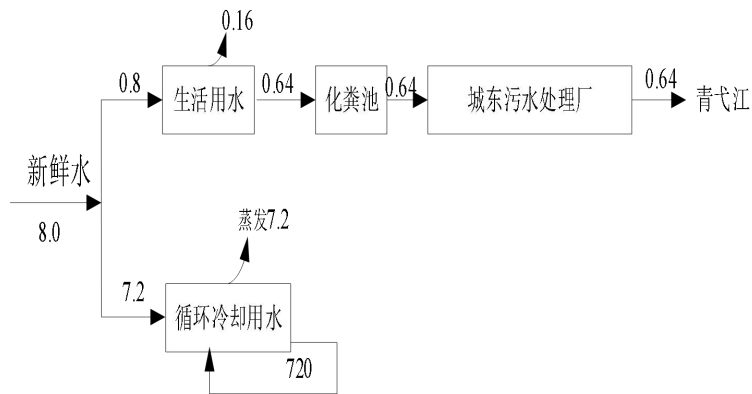 0.16
0.8
生活用水
0.64
化粪池
0.64
城东污水处理厂
0.64
青弋江
新鲜水
8.0
蒸发7.2
7.2
循环冷却用水
720